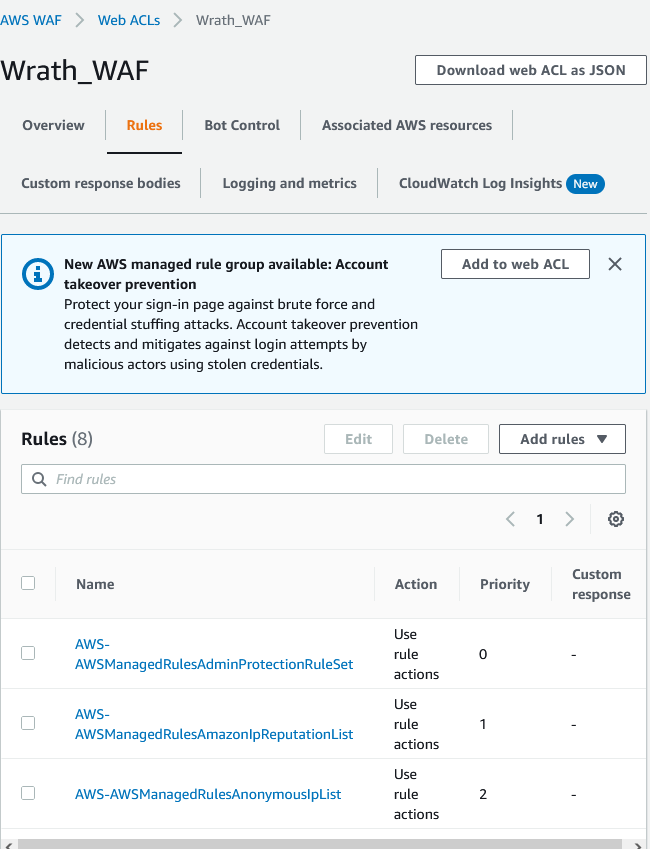 AWS WAF > Web ACLs > Wrath_WAF
Wrath_WAF
Download web ACL as JSON
Overview
Rules
Bot Control
Associated AWS resources
Custom response bodies
Logging and metrics
CloudWatch Log Insights New
New AWS managed rule group available: Account
takeover prevention
Protect your sign-in page against brute force and
credential stuffing attacks. Account takeover prevention
detects and mitigates against login attempts by
malicious actors using stolen credentials.
Add to web ACL
Rules (8)
Edit
Delete
Add rules
Find rules
1
Name
Action
Priority
Custom
response
AWS-
AWSManagedRulesAdminProtectionRuleSet
Use
rule
actions
0
-
AWS-
AWSManagedRulesAmazonIpReputationList
Use
rule
actions
1
-
AWS-AWSManagedRulesAnonymousIpList
Use
rule
actions
2
-